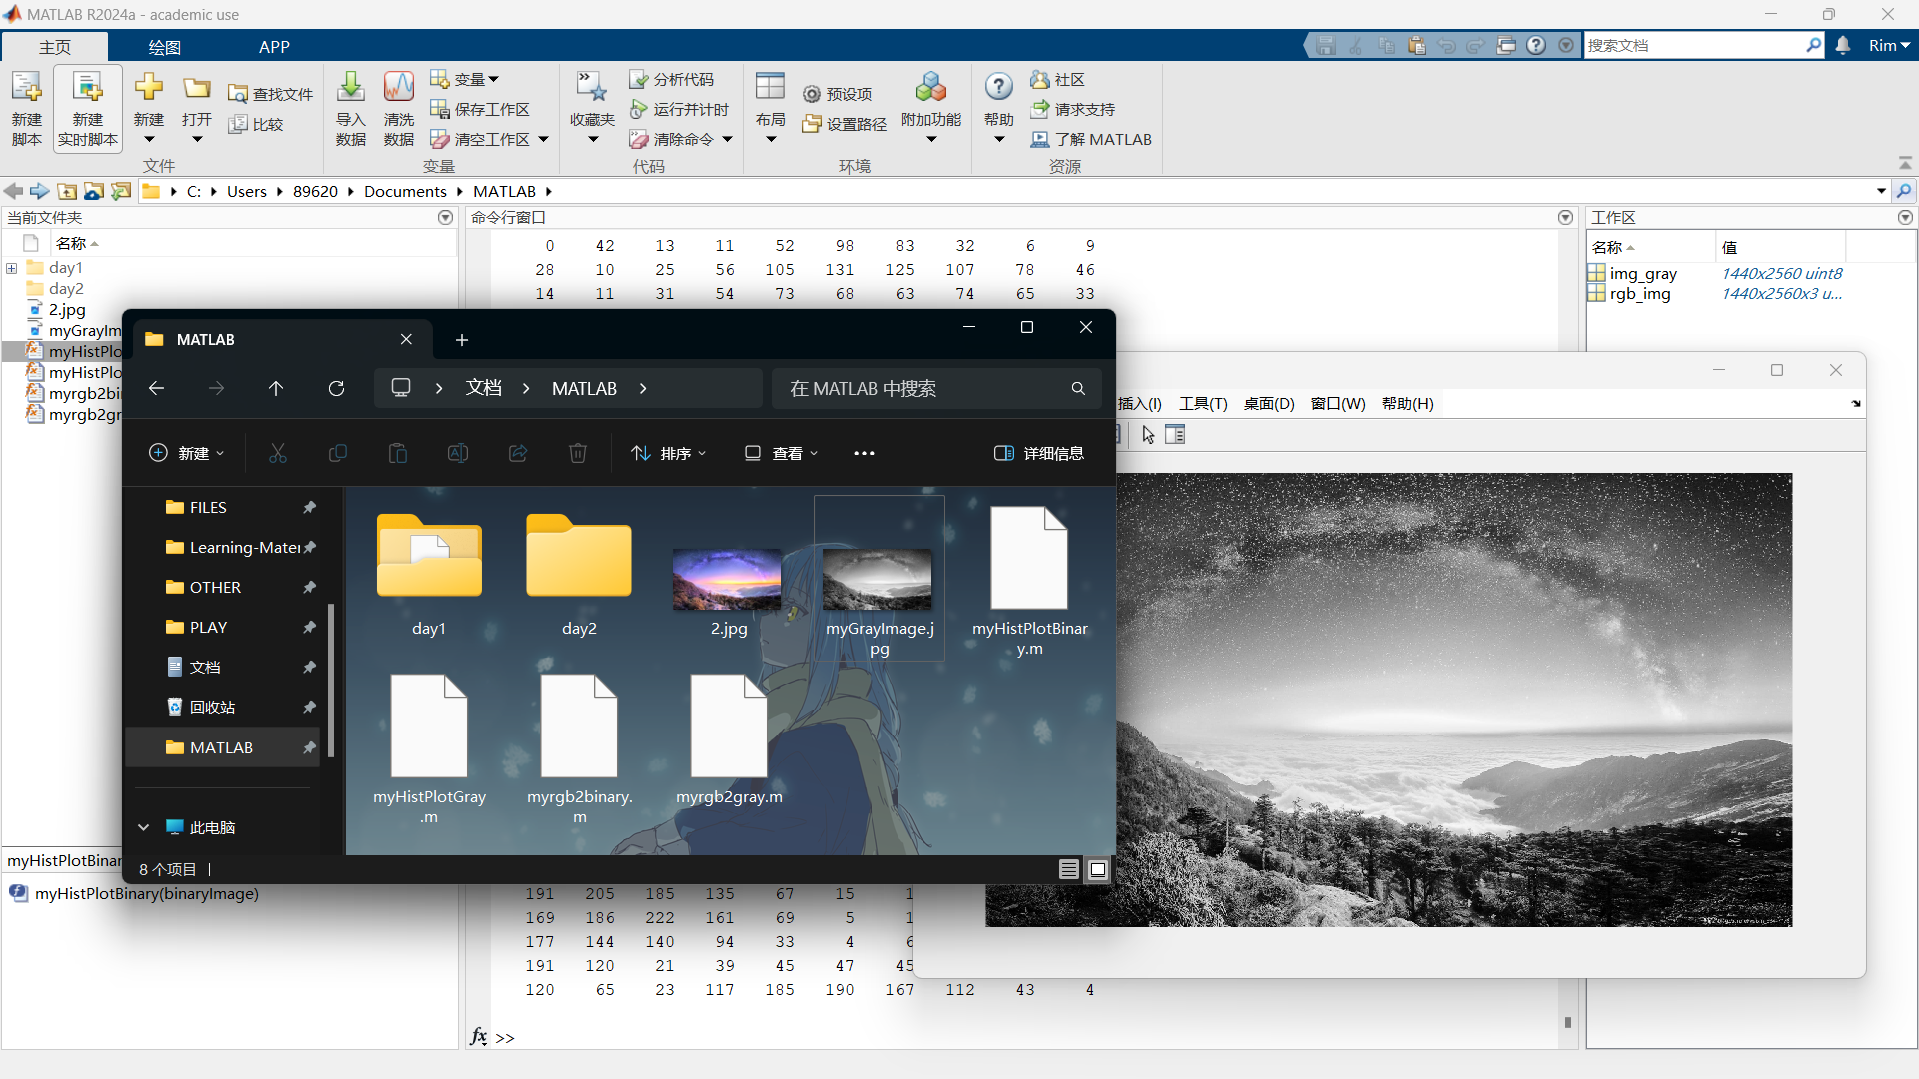 MATLAB R2024a - academic use
主页
绘图
APP
搜索文档
Rim
新建
脚本
新建
实时脚本
新建
打开
查找文件
比较
文件
导入
数据
清洗
数据
变量
保存工作区
清空工作区
变量
收藏夹
分析代码
运行并计时
清除命令
代码
布局
预设项
设置路径
附加功能
环境
帮助
社区
请求支持
了解 MATLAB
资源
C: Users 89620 Documents MATLAB
当前文件夹
名称
day1
day2
2.jpg
myGrayIm
myHistPlo
myHistPlo
myrgb2bi
myrgb2gr
myHistPlotBinar
myHistPlotBinary(binaryImage)
命令行窗口
0 42 13 11 52 98 83 32 6 9
28 10 25 56 105 131 125 107 78 46
14 11 31 54 73 68 63 74 65 33
工作区
名称 值
img_gray 1440x2560 uint8
rgb_img 1440x2560x3 u...
MATLAB
文档
MATLAB
在 MATLAB 中搜索
新建
排序
查看
详细信息
FILES
Learning-Mater
OTHER
PLAY
文档
回收站
MATLAB
此电脑
day1
day2
2.jpg
myGrayImage.j
pg
myHistPlotBinar
y.m
myHistPlotGray
.m
myrgb2binary.
m
myrgb2gray.m
8 个项目
插入(I) 工具(T) 桌面(D) 窗口(W) 帮助(H)
191 205 185 135 67 15 1
169 186 222 161 69 5 1
177 144 140 94 33 4 6
191 120 21 39 45 47 45
120 65 23 117 185 190 167 112 43 4
fx >>